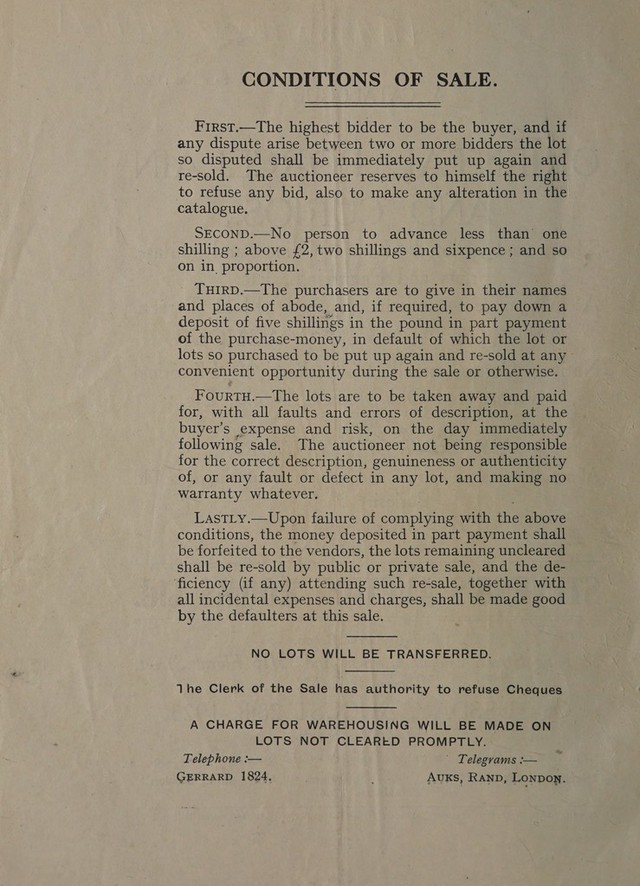 CONDITIONS OF SALE.
FIRST.—The highest bidder to be the buyer, and if
any dispute arise between two or more bidders the lot
so disputed shall be immediately put up again and
re-sold. The auctioneer reserves to himself the right
to refuse any bid, also to make any alteration in the
catalogue.
SECOND.—No person to advance less than one
shilling ; above £2, two shillings and sixpence ; and so
on in proportion.
THIRD.—The purchasers are to give in their names
and places of abode, and, if required, to pay down a
deposit of five shillings in the pound in part payment
of the purchase-money, in default of which the lot or
lots so purchased to be put up again and re-sold at any
convenient opportunity during the sale or otherwise.
FOURTH.—The lots are to be taken away and paid
for, with all faults and errors of description, at the
buyer's expense and risk, on the day immediately
following sale. The auctioneer not being responsible
for the correct description, genuineness or authenticity
of, or any fault or defect in any lot, and making no
warranty whatever.
LASTLY.—Upon failure of complying with the above
conditions, the money deposited in part payment shall
be forfeited to the vendors, the lots remaining uncleared
shall be re-sold by public or private sale, and the de-
ficiency (if any) attending such re-sale, together with
all incidental expenses and charges, shall be made good
by the defaulters at this sale.
NO LOTS WILL BE TRANSFERRED.
The Clerk of the Sale has authority to refuse Cheques
A CHARGE FOR WAREHOUSING WILL BE MADE ON
LOTS NOT CLEARED PROMPTLY.
Telephone :— Telegrams :—
GERRARD 1824. AUKS, RAND, LONDON.